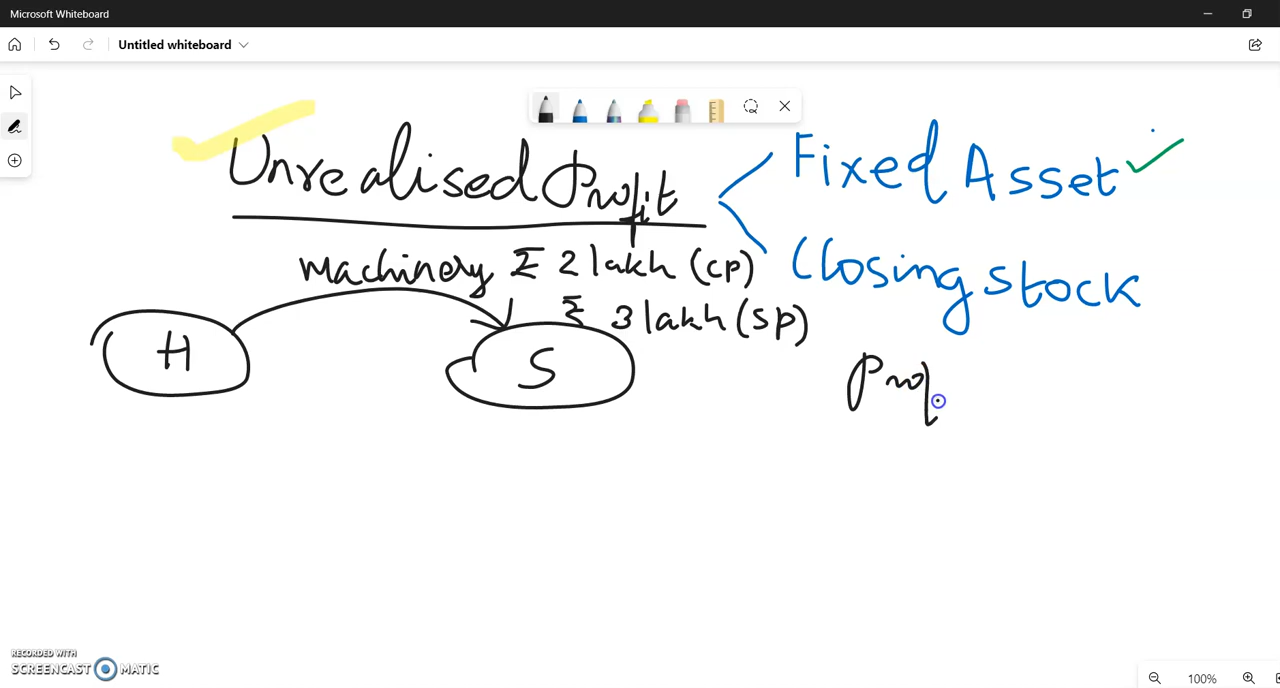 Microsoft Whiteboard
Untitled whiteboard
Unrealised Profit
Fixed Asset
Closing stock
Machinery ₹ 2 lakh (CP)
₹ 3 lakh (SP)
H
S
Prof
RECORDED WITH
SCREENCAST MATIC
100%